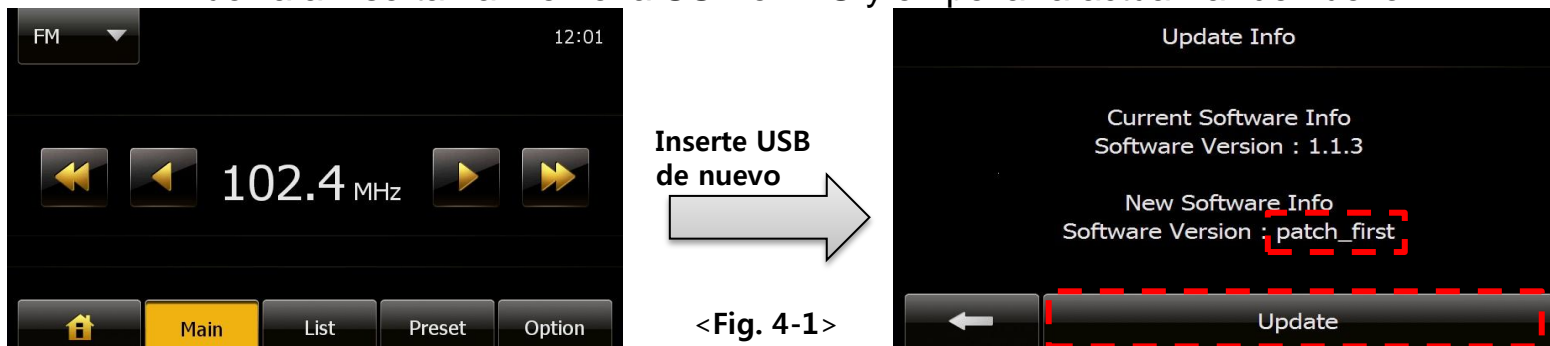 FM
12:01
102.4 MHz
Main
List
Preset
Option
Inserte USB
de nuevo
<Fig. 4-1>
Update Info
Current Software Info
Software Version : 1.1.3
New Software Info
Software Version : patch_first
Update